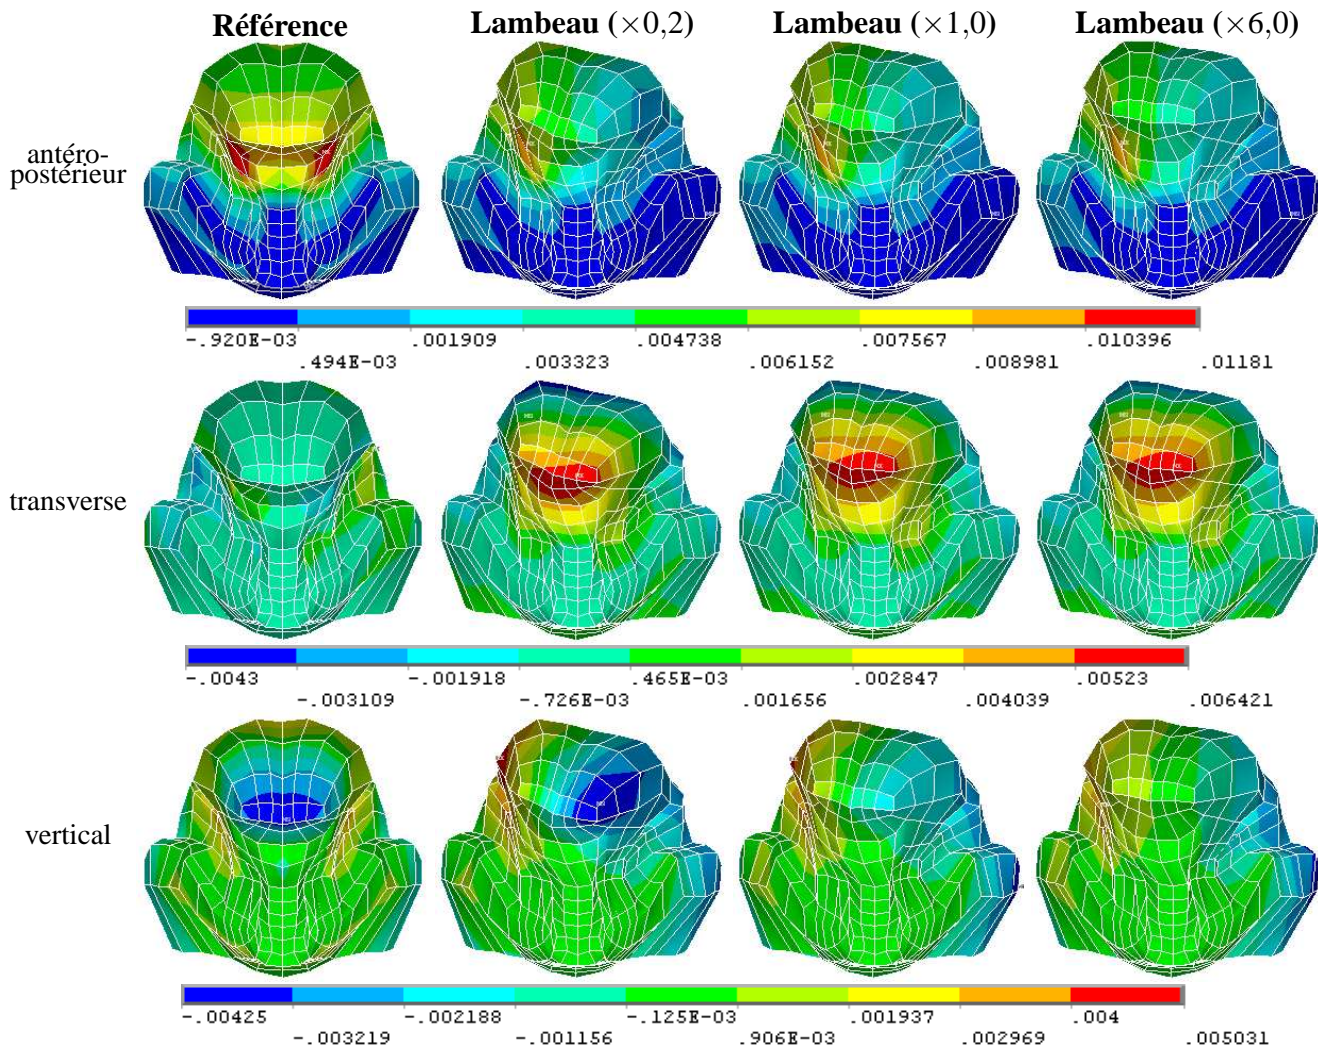 Référence
Lambeau (×0,2)
Lambeau (×1,0)
Lambeau (×6,0)
antéro-
postérieur
-.920E-03
.494E-03
.001909
.003323
.004738
.006152
.007567
.008981
.010396
.01181
transverse
-.0043
-.003109
-.001918
-.726E-03
.465E-03
.001656
.002847
.004039
.00523
.006421
vertical
-.00425
-.003219
-.002188
-.001156
-.125E-03
.906E-03
.001937
.002969
.004
.005031